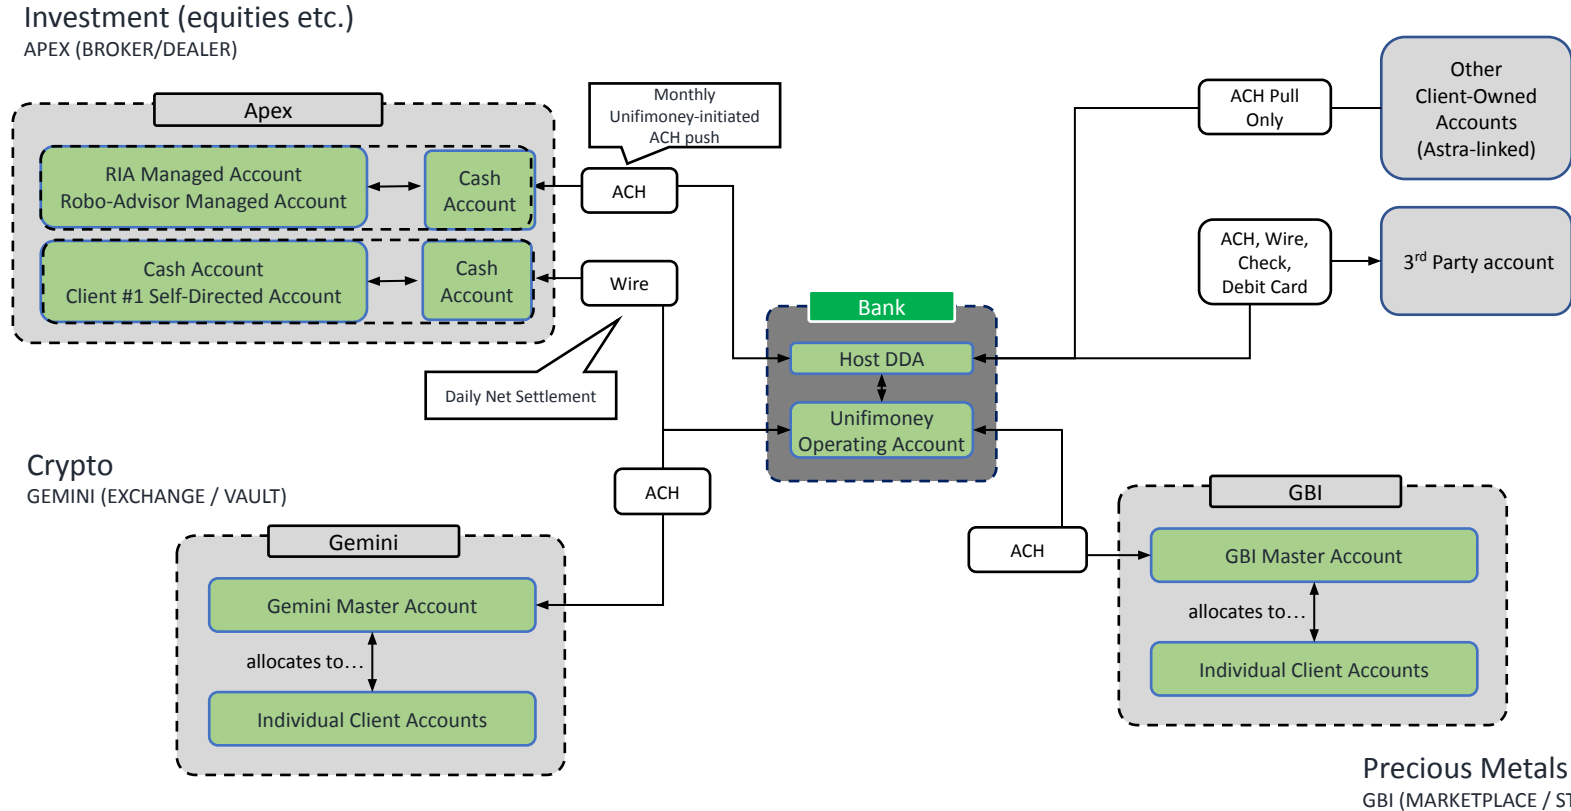 Investment (equities etc.)
APEX (BROKER/DEALER)
Apex
RIA Managed Account
Robo-Advisor Managed Account
Cash
Account
Cash Account
Client #1 Self-Directed Account
Cash
Account
Monthly
Unifimoney-initiated
ACH push
ACH
Wire
Daily Net Settlement
ACH Pull
Only
Other
Client-Owned
Accounts
(Astra-linked)
ACH, Wire,
Check,
Debit Card
3rd Party account
Bank
Host DDA
Unifimoney
Operating Account
Crypto
GEMINI (EXCHANGE / VAULT)
ACH
Gemini
Gemini Master Account
allocates to…
Individual Client Accounts
ACH
GBI
GBI Master Account
allocates to…
Individual Client Accounts
Precious Metals
GBI (MARKETPLACE / ST